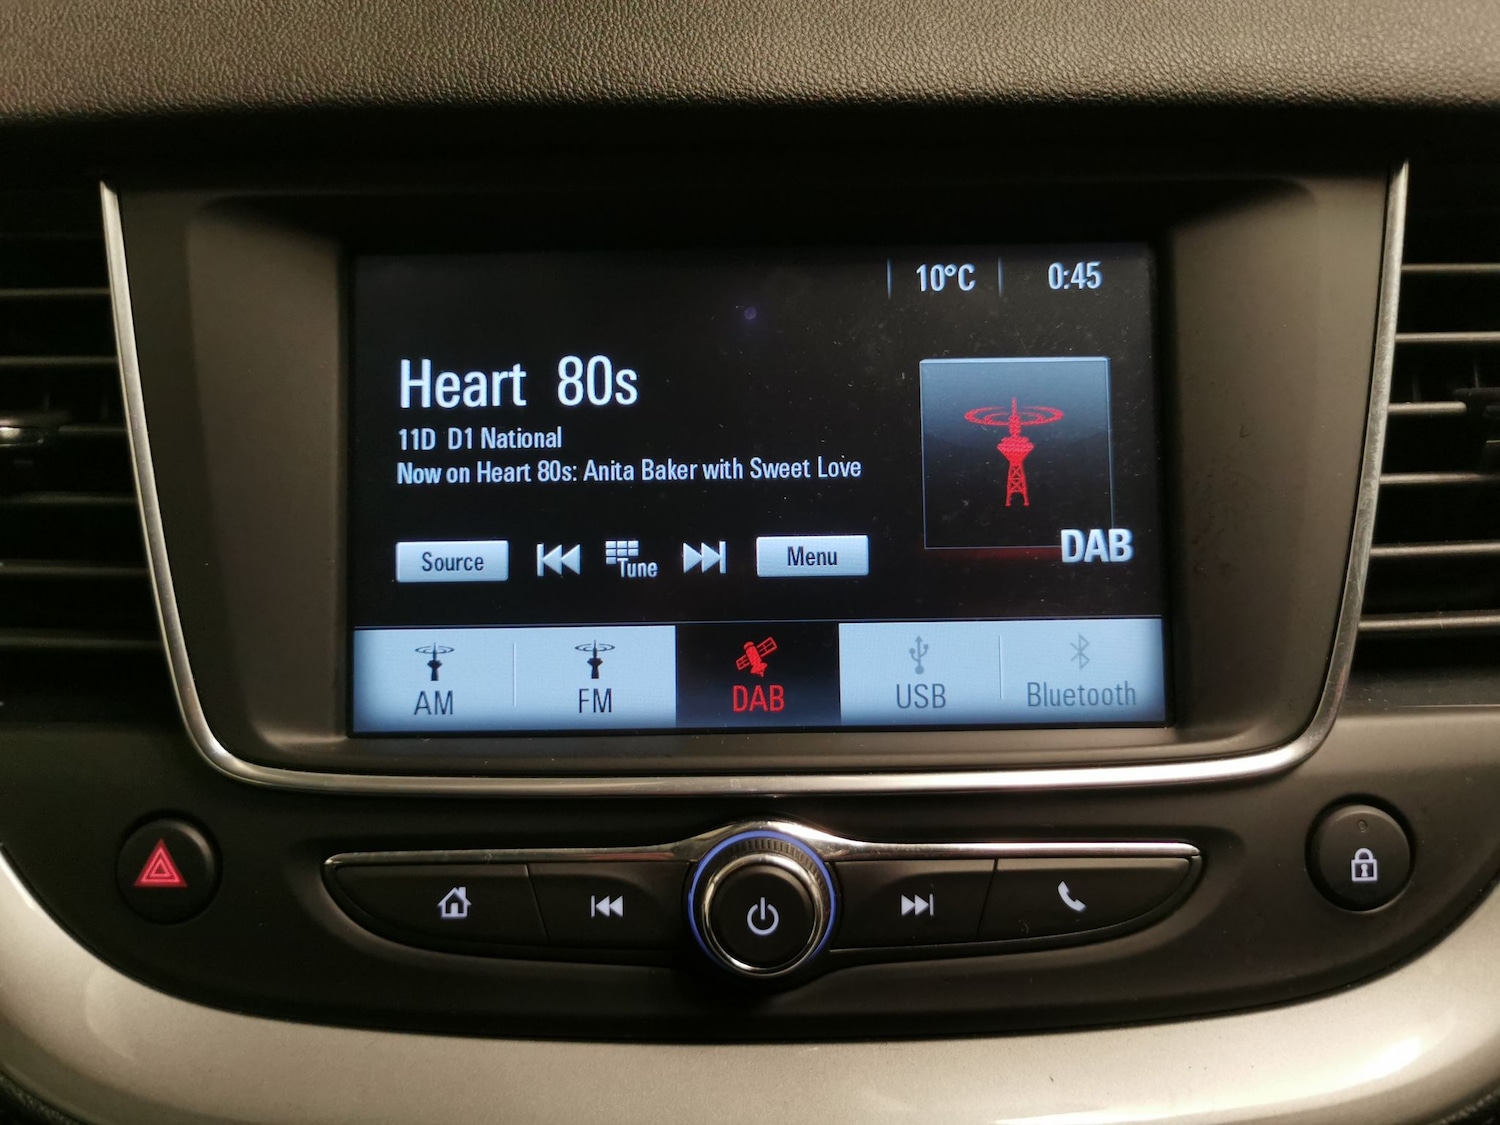 10°C 0:45
Heart 80s
11D D1 National
Now on Heart 80s: Anita Baker with Sweet Love
DAB
Source Tune Menu
AM FM DAB USB Bluetooth